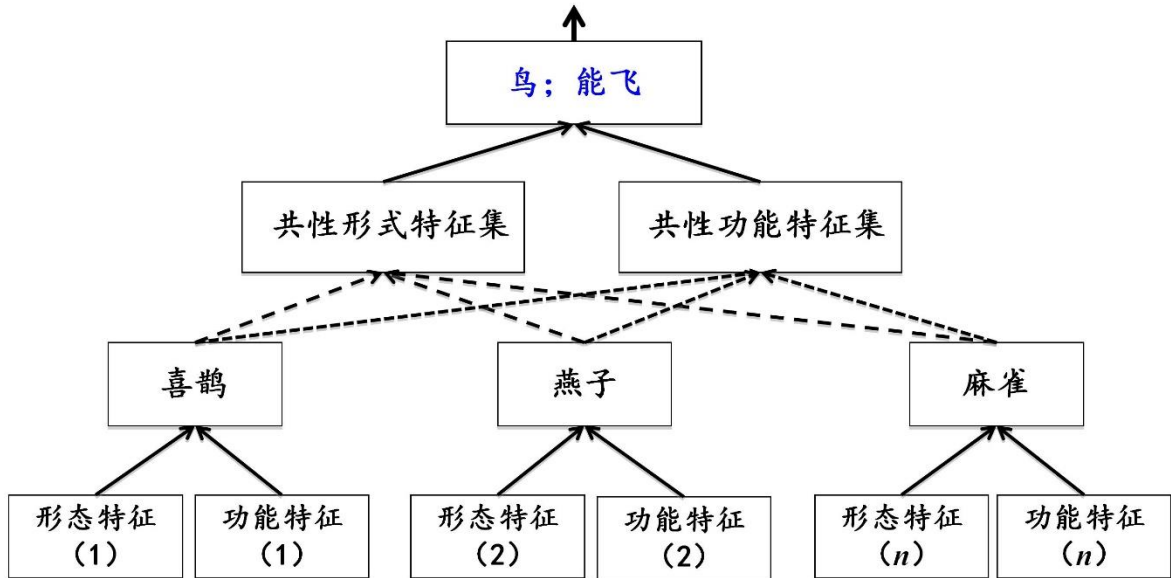 鸟；能飞
共性形式特征集
共性功能特征集
喜鹊
燕子
麻雀
形态特征
(1)
功能特征
(1)
形态特征
(2)
功能特征
(2)
形态特征
(n)
功能特征
(n)